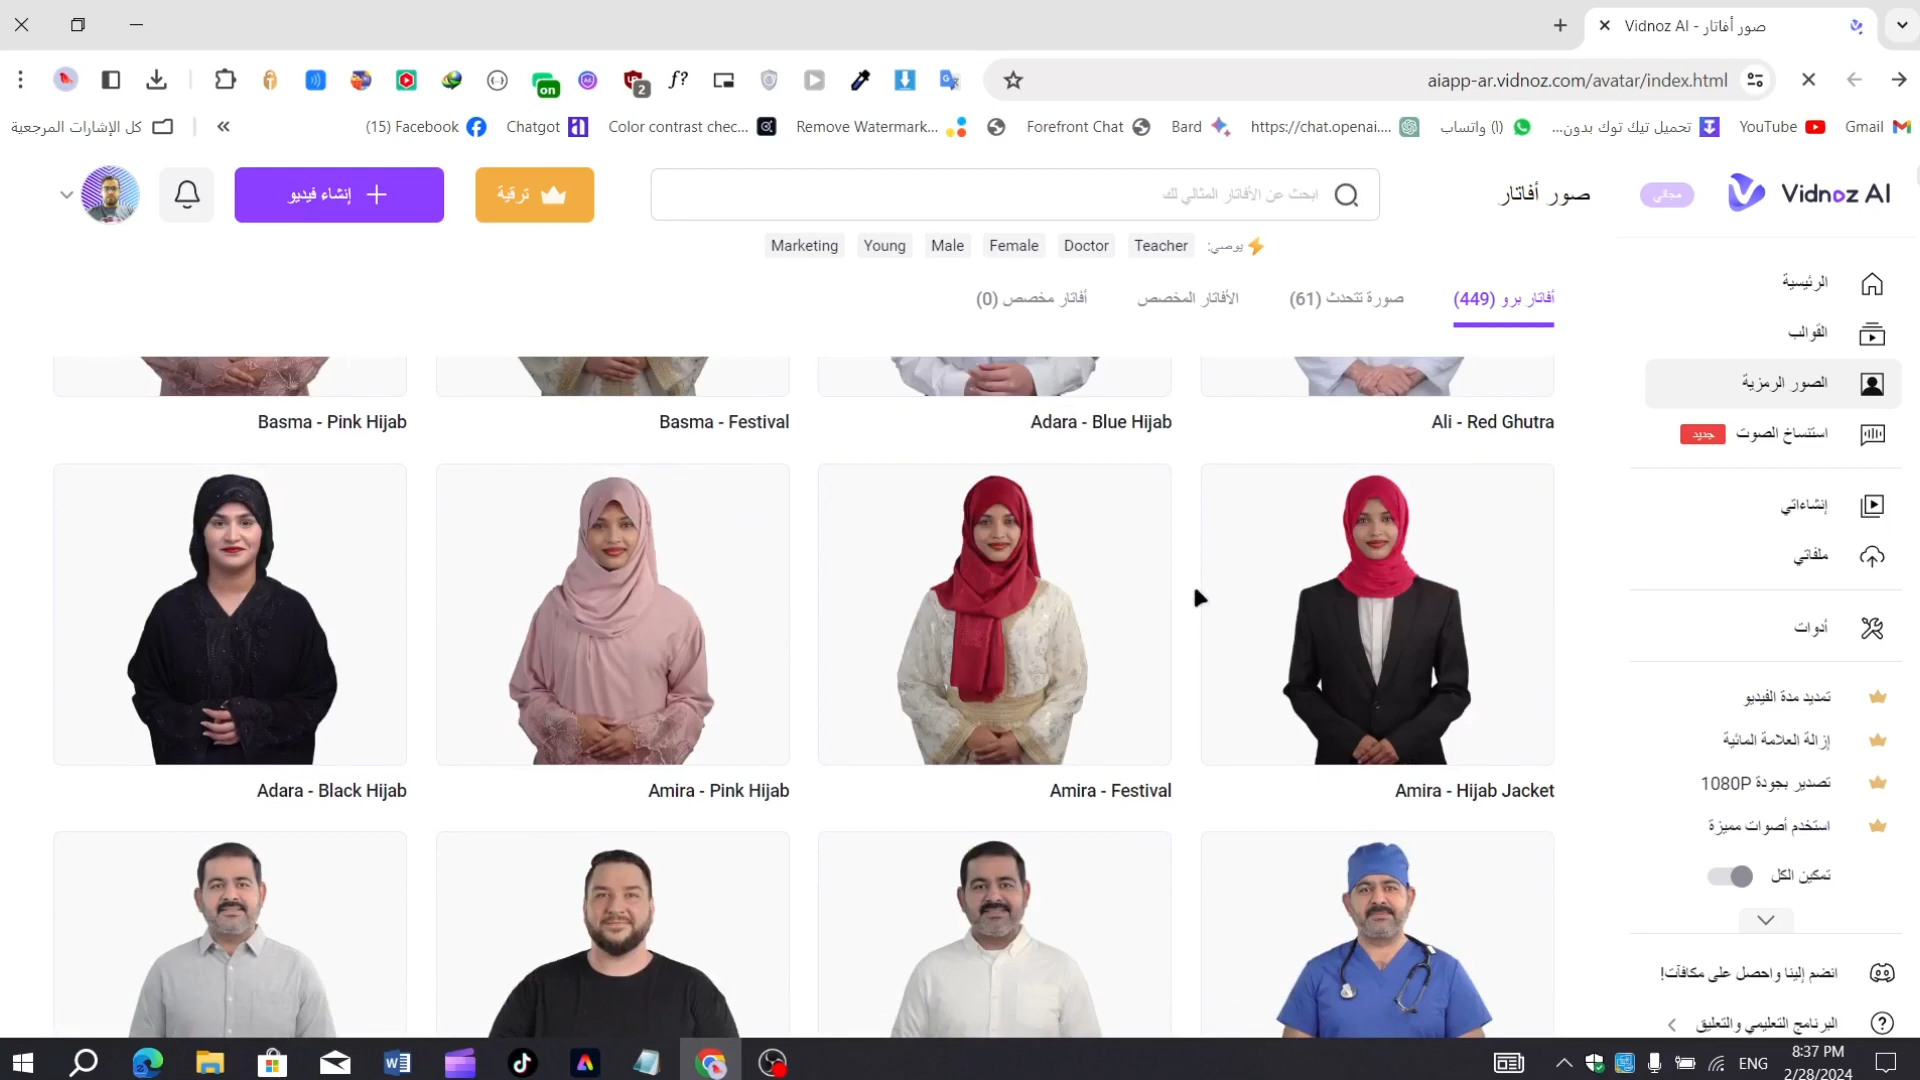 صور أفاتار - Vidnoz AI
aiapp-ar.vidnoz.com/avatar/index.html
on
2
f?
Gmail
YouTube
تحميل تيك توك بدون...
(1) واتساب
https://chat.openai....
Bard
Forefront Chat
Remove Watermark...
Color contrast chec...
Chatgot
(15) Facebook
كل الإشارات المرجعية
Vidnoz AI
مجاني
صور أفاتار
ابحث عن الأفاتار المثالي لك
ترقية
إنشاء فيديو
يوصي:
Teacher
Doctor
Female
Male
Young
Marketing
أفاتار برو (449)
صورة تتحدث (61)
الأفاتار المخصص
أفاتار مخصص (0)
الرئيسية
القوالب
الصور الرمزية
استنساخ الصوت
جديد
إنشاءاتي
ملفاتي
أدوات
تمديد مدة الفيديو
إزالة العلامة المائية
تصدير بجودة 1080P
استخدم أصوات مميزة
تمكين الكل
انضم إلينا واحصل على مكافآت!
البرنامج التعليمي والتعليق
Ali - Red Ghutra
Adara - Blue Hijab
Basma - Festival
Basma - Pink Hijab
Amira - Hijab Jacket
Amira - Festival
Amira - Pink Hijab
Adara - Black Hijab
ENG
8:37 PM
2/28/2024